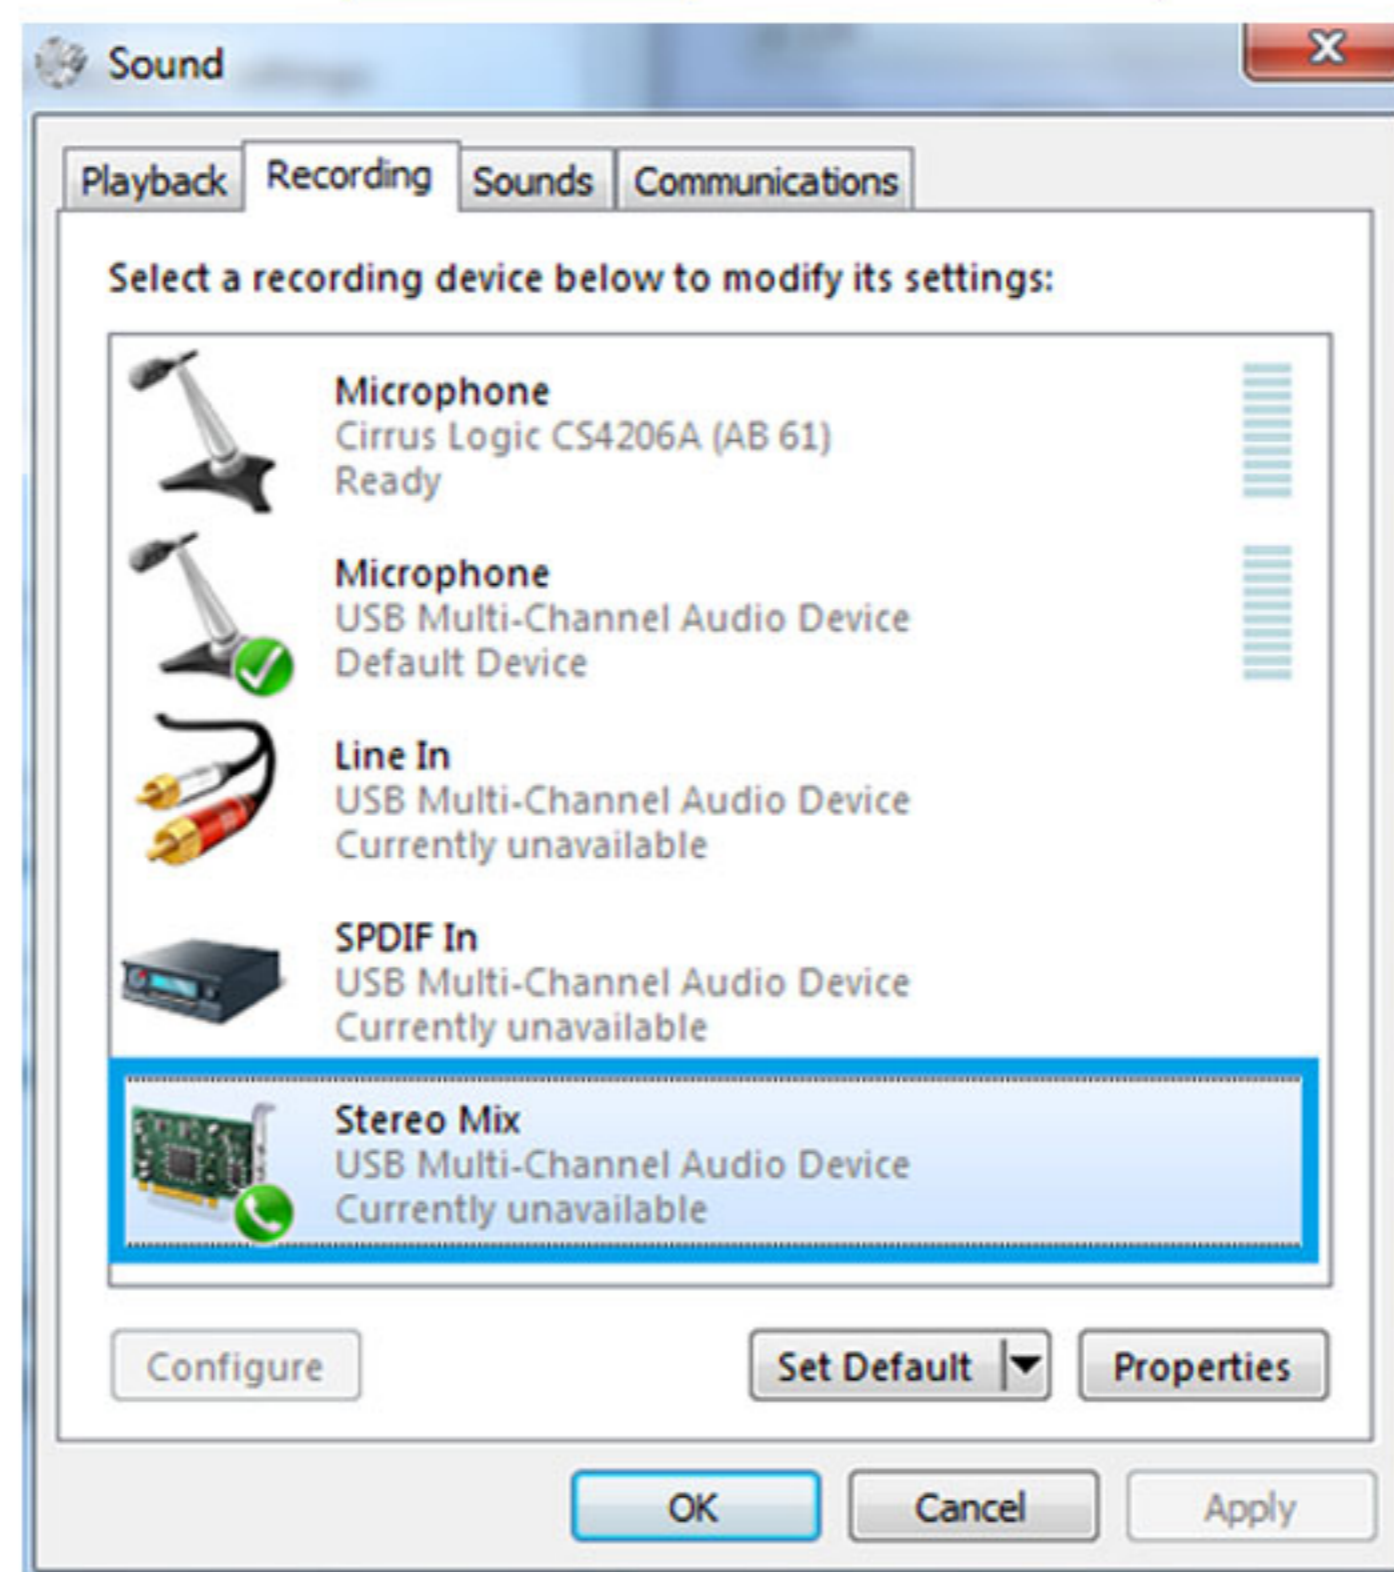 Sound
Playback Recording Sounds Communications
Select a recording device below to modify its settings:
Microphone
Cirrus Logic CS4206A (AB 61)
Ready
Microphone
USB Multi-Channel Audio Device
Default Device
Line In
USB Multi-Channel Audio Device
Currently unavailable
SPDIF In
USB Multi-Channel Audio Device
Currently unavailable
Stereo Mix
USB Multi-Channel Audio Device
Currently unavailable
Configure Set Default Properties
OK Cancel Apply